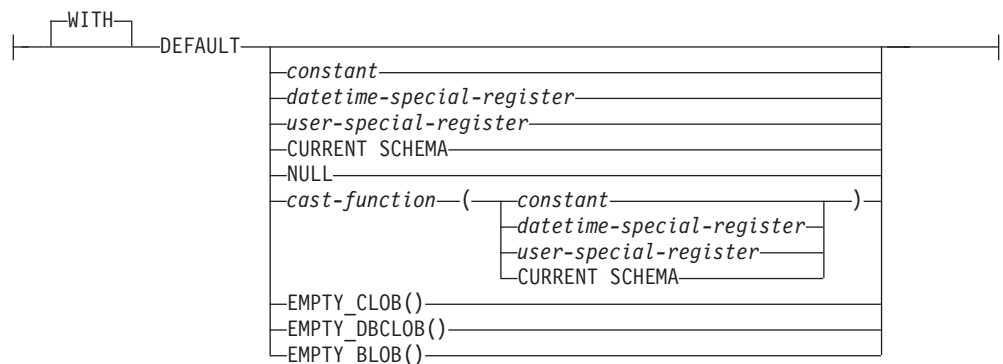 WITH
DEFAULT
constant
datetime-special-register
user-special-register
CURRENT SCHEMA
NULL
cast-function ( constant )
datetime-special-register
user-special-register
CURRENT SCHEMA
EMPTY_CLOB()
EMPTY_DBCLOB()
EMPTY_BLOB()